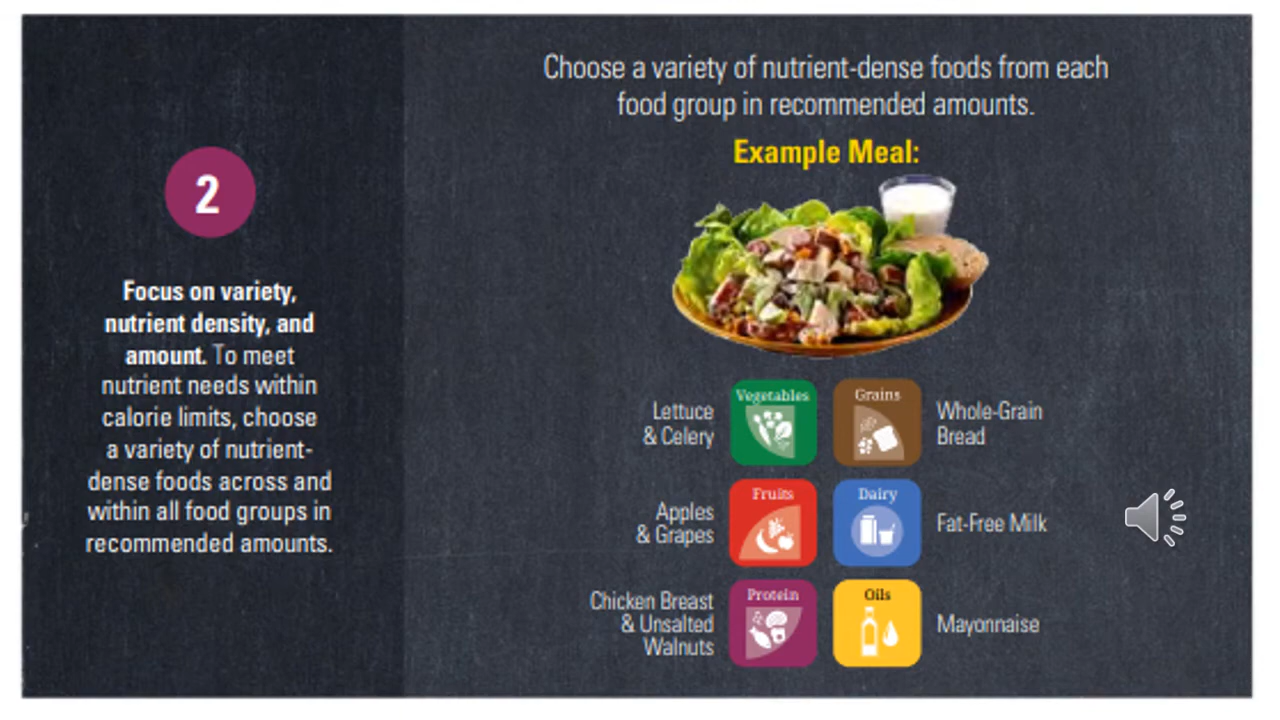 2
Focus on variety,
nutrient density, and
amount. To meet
nutrient needs within
calorie limits, choose
a variety of nutrient-
dense foods across and
within all food groups in
recommended amounts.
Choose a variety of nutrient-dense foods from each
food group in recommended amounts.
Example Meal:
Lettuce
& Celery
Vegetables
Grains
Whole-Grain
Bread
Apples
& Grapes
Fruits
Dairy
Fat-Free Milk
Chicken Breast
& Unsalted
Walnuts
Protein
Oils
Mayonnaise